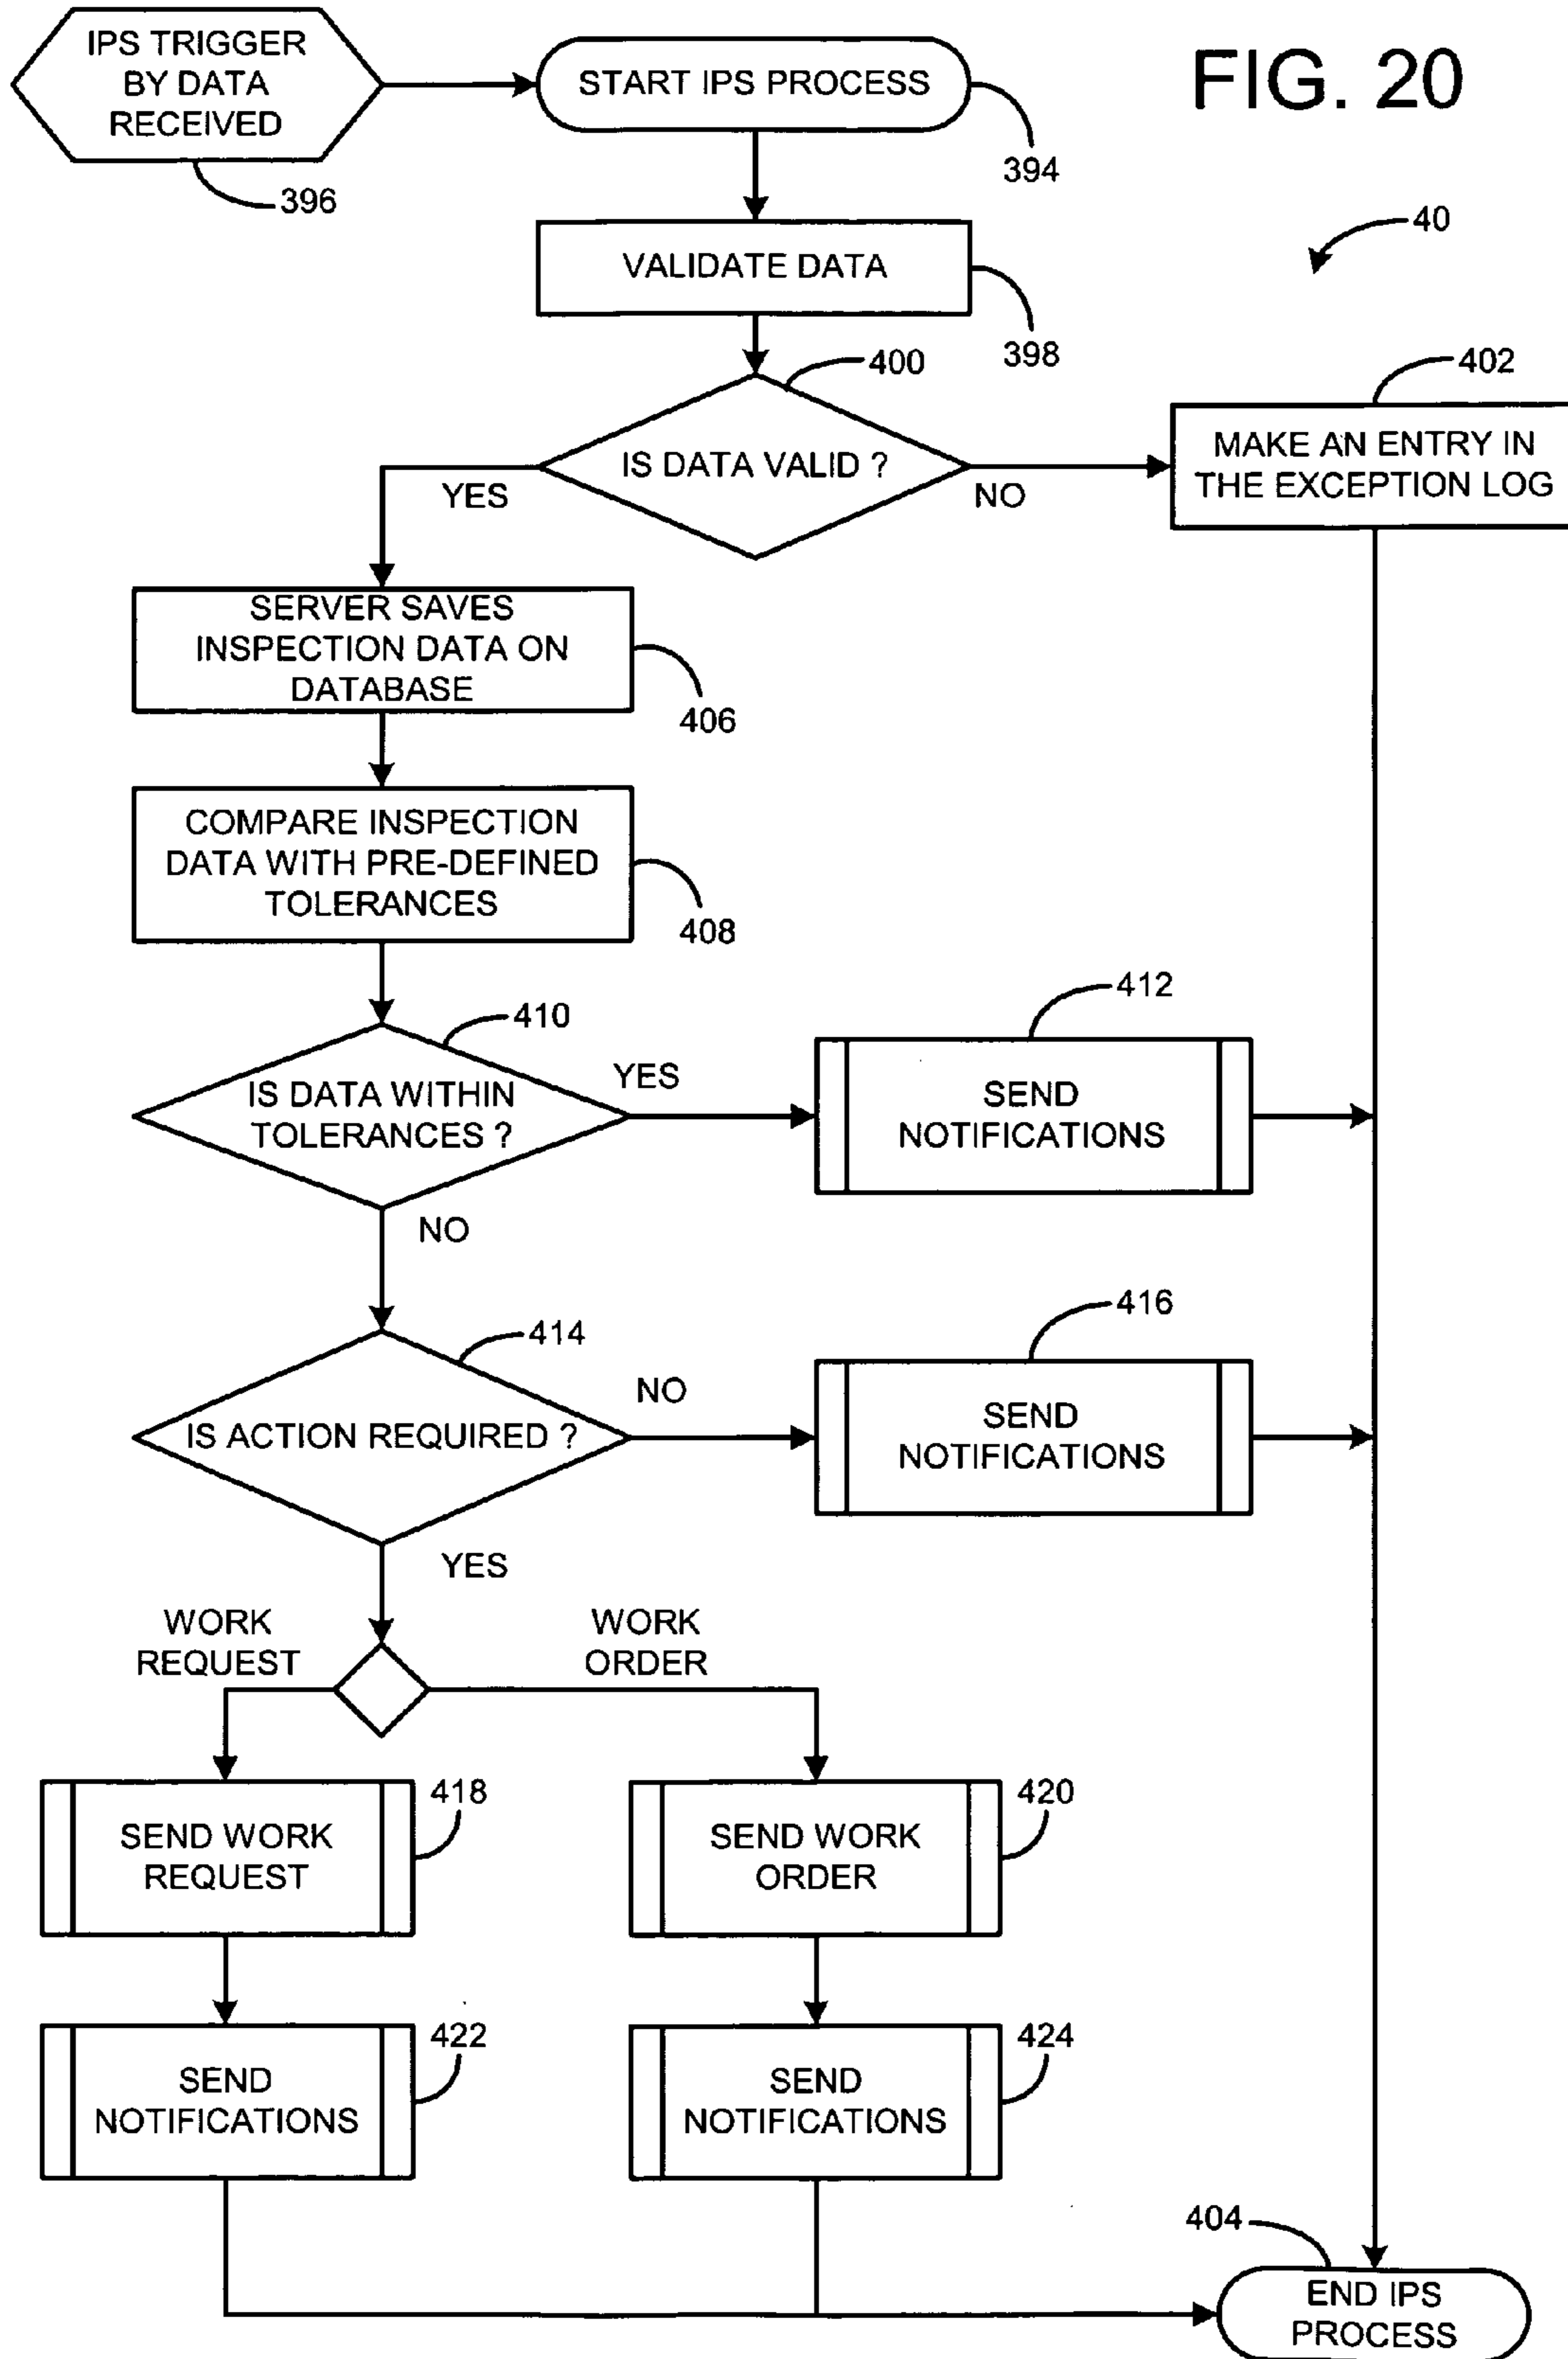 IPS TRIGGER
BY DATA
RECEIVED
396
START IPS PROCESS
394
FIG. 20
40
VALIDATE DATA
398
400
IS DATA VALID ?
YES
NO
402
MAKE AN ENTRY IN
THE EXCEPTION LOG
SERVER SAVES
INSPECTION DATA ON
DATABASE
406
COMPARE INSPECTION
DATA WITH PRE-DEFINED
TOLERANCES
408
410
IS DATA WITHIN
TOLERANCES ?
YES
NO
412
SEND
NOTIFICATIONS
414
IS ACTION REQUIRED ?
NO
YES
416
SEND
NOTIFICATIONS
WORK
REQUEST
WORK
ORDER
SEND WORK
REQUEST
418
SEND WORK
ORDER
420
SEND
NOTIFICATIONS
422
SEND
NOTIFICATIONS
424
404
END IPS
PROCESS